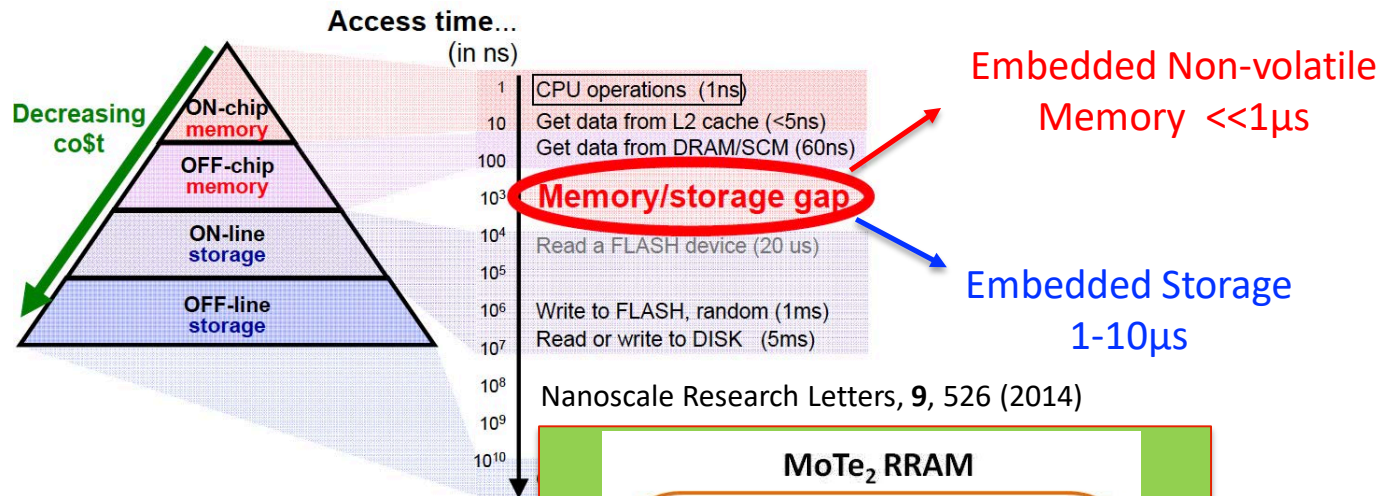 Access time...
(in ns)
Decreasing
co$t
ON-chip
memory
OFF-chip
memory
ON-line
storage
OFF-line
storage
1
CPU operations (1ns)
10
Get data from L2 cache (<5ns)
Get data from DRAM/SCM (60ns)
100
10³
Memory/storage gap
10⁴
Read a FLASH device (20 us)
10⁵
10⁶
Write to FLASH, random (1ms)
Read or write to DISK (5ms)
10⁷
10⁸
10⁹
10¹⁰
Embedded Non-volatile
Memory <<1μs
Embedded Storage
1-10μs
Nanoscale Research Letters, 9, 526 (2014)
MoTe₂ RRAM